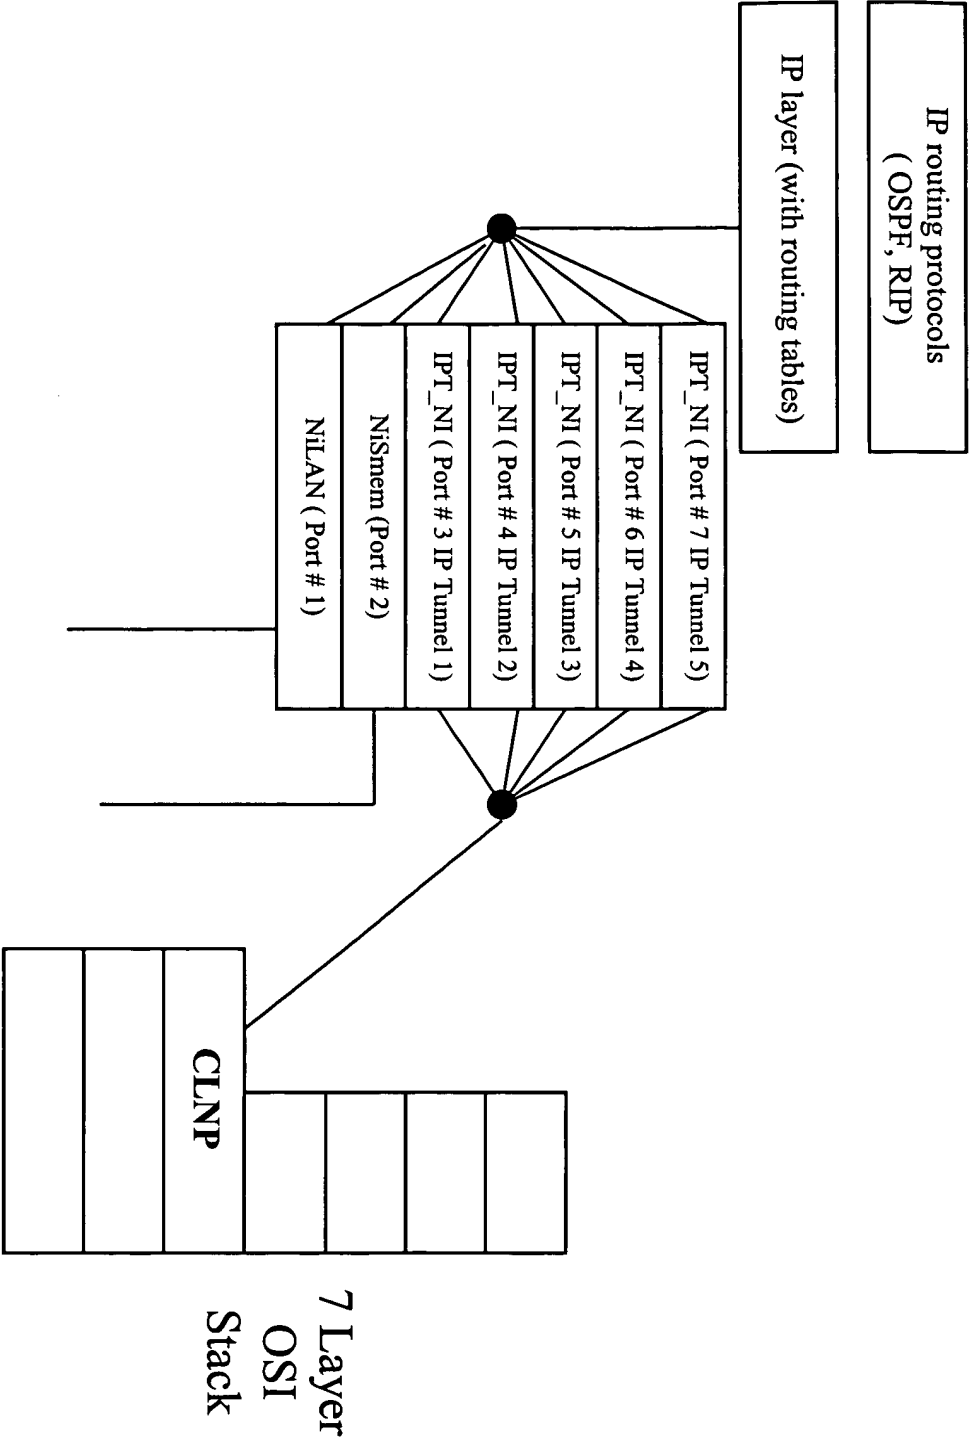 IP routing protocols
( OSPF, RIP)
IP layer (with routing tables)
IPT_NI ( Port # 7 IP Tunnel 5)
IPT_NI ( Port # 6 IP Tunnel 4)
IPT_NI ( Port # 5 IP Tunnel 3)
IPT_NI ( Port # 4 IP Tunnel 2)
IPT_NI ( Port # 3 IP Tunnel 1)
NiSmem (Port # 2)
NiLAN ( Port # 1)
CLNP
7 Layer
OSI
Stack